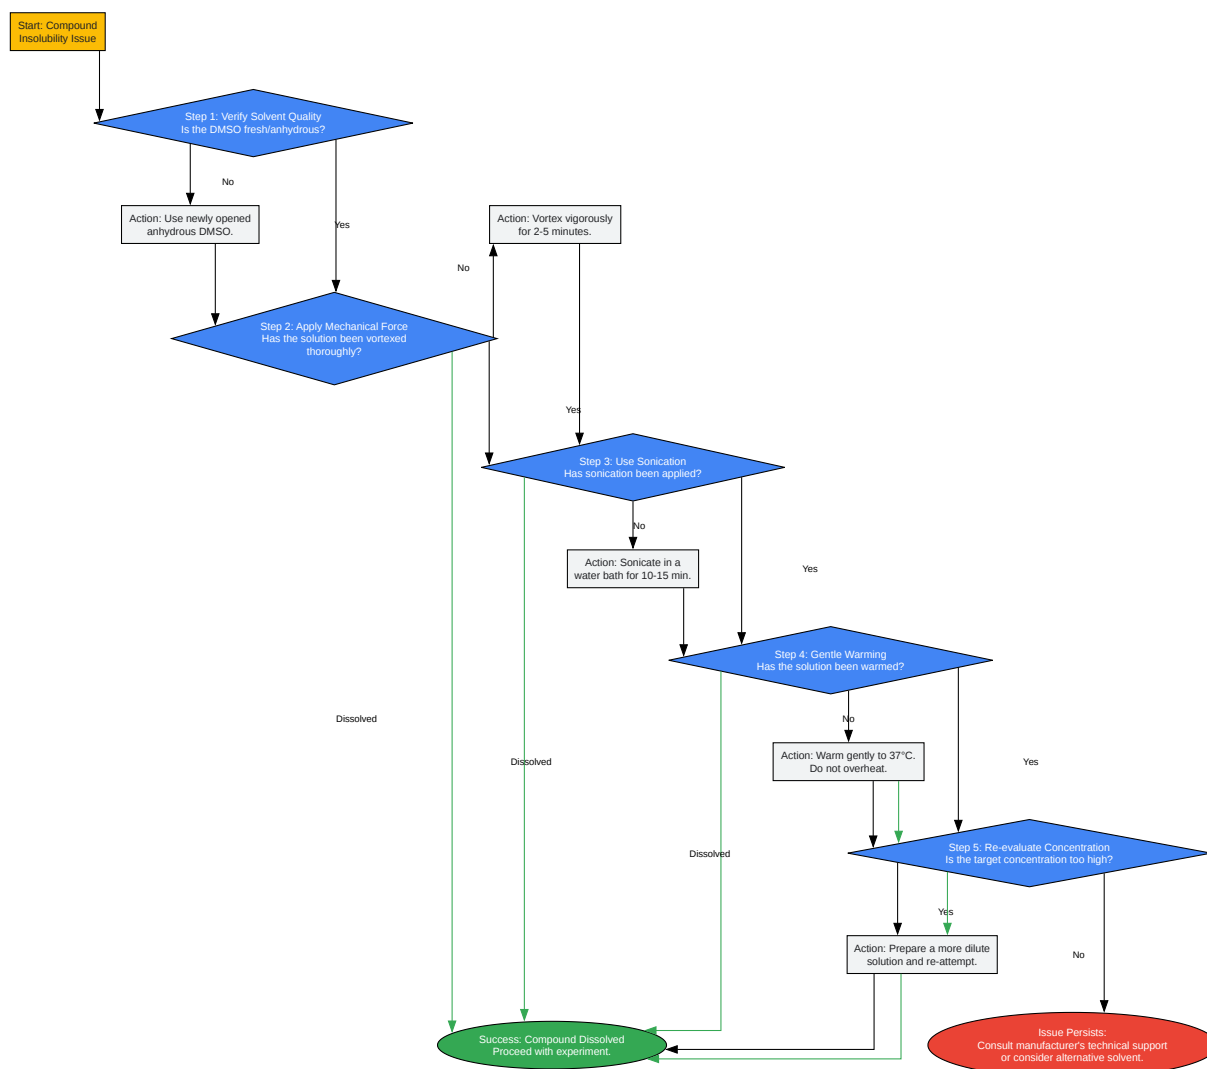 Start: Compound
Insolubility Issue
Step 1: Verify Solvent Quality
Is the DMSO fresh/anhydrous?
No
Action: Use newly opened
anhydrous DMSO.
Yes
Action: Vortex vigorously
for 2-5 minutes.
No
Step 2: Apply Mechanical Force
Has the solution been vortexed
thoroughly?
Yes
Step 3: Use Sonication
Has sonication been applied?
No
Action: Sonicate in a
water bath for 10-15 min.
Yes
Step 4: Gentle Warming
Has the solution been warmed?
Dissolved
No
Action: Warm gently to 37°C.
Do not overheat.
Dissolved
Yes
Step 5: Re-evaluate Concentration
Is the target concentration too high?
Dissolved
Yes
Action: Prepare a more dilute
solution and re-attempt.
No
Success: Compound Dissolved
Proceed with experiment.
Issue Persists:
Consult manufacturer's technical support
or consider alternative solvent.